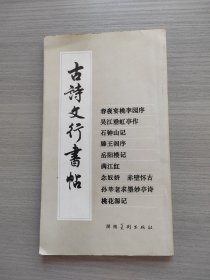 古诗文行书帖
春夜宴桃李园序
吴江垂虹亭作
石钟山记
滕王阁序
岳阳楼记
满江红
念奴娇 赤壁怀古
孙莘老求墨妙亭诗
桃花源记
湖南美术出版社